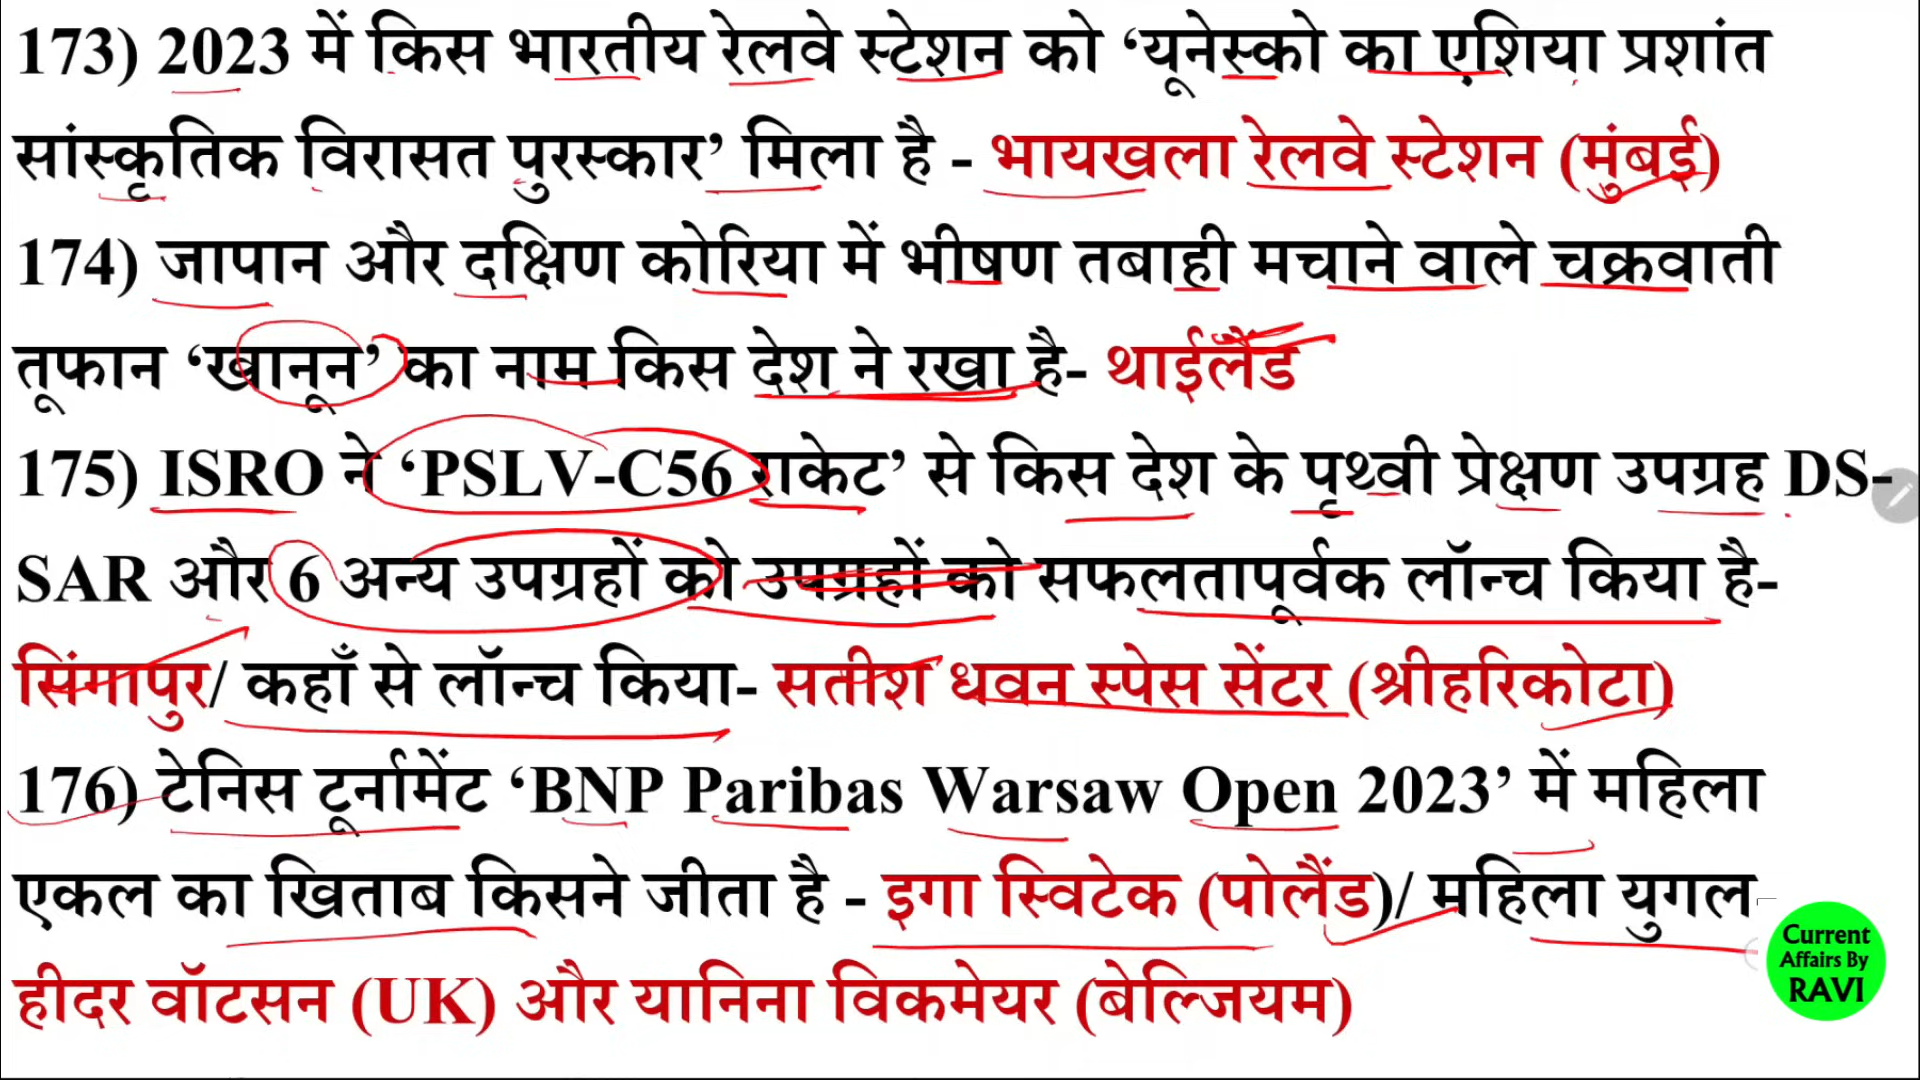 173) 2023 में किस भारतीय रेलवे स्टेशन को ‘यूनेस्को का एशिया प्रशांत
सांस्कृतिक विरासत पुरस्कार’ मिला है - भायखला रेलवे स्टेशन (मुंबई)
174) जापान और दक्षिण कोरिया में भीषण तबाही मचाने वाले चक्रवाती
तूफान ‘खानून’ का नाम किस देश ने रखा है- थाईलैंड
175) ISRO ने ‘PSLV-C56 राकेट’ से किस देश के पृथ्वी प्रेक्षण उपग्रह DS-
SAR और 6 अन्य उपग्रहों को उपग्रहों को सफलतापूर्वक लॉन्च किया है-
सिंगापुर/ कहाँ से लॉन्च किया- सतीश धवन स्पेस सेंटर (श्रीहरिकोटा)
176) टेनिस टूर्नामेंट ‘BNP Paribas Warsaw Open 2023’ में महिला
एकल का खिताब किसने जीता है - इगा स्विटेक (पोलैंड)/ महिला युगल
हीदर वॉटसन (UK) और यानिना विकमेयर (बेल्जियम)
Current
Affairs By
RAVI